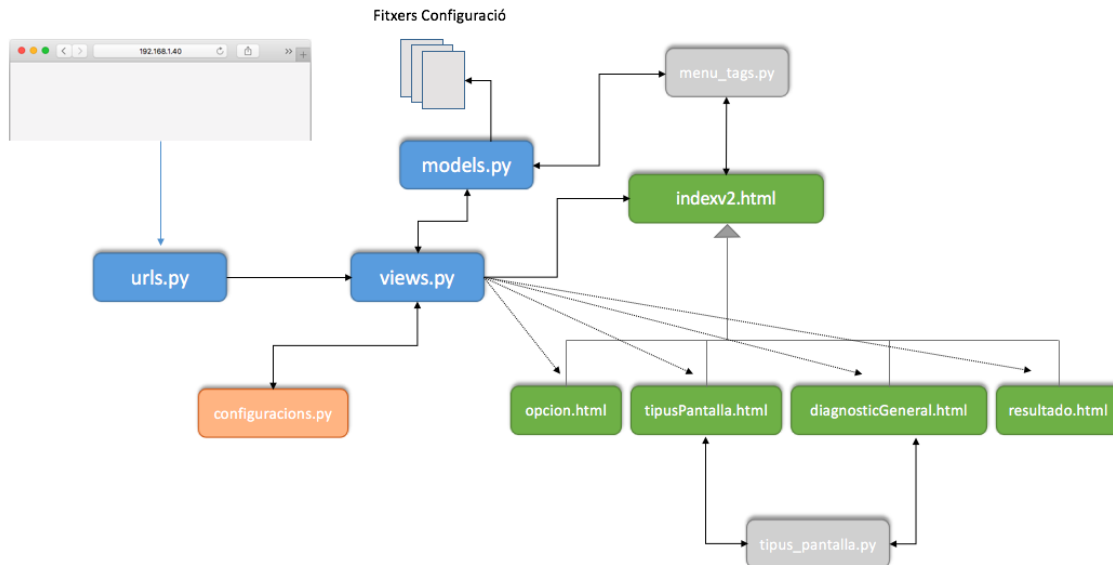 Fitxers Configuració
192.168.1.40
menu_tags.py
models.py
indexv2.html
urls.py
views.py
configuracions.py
opcion.html
tipusPantalla.html
diagnosticGeneral.html
resultado.html
tipus_pantalla.py